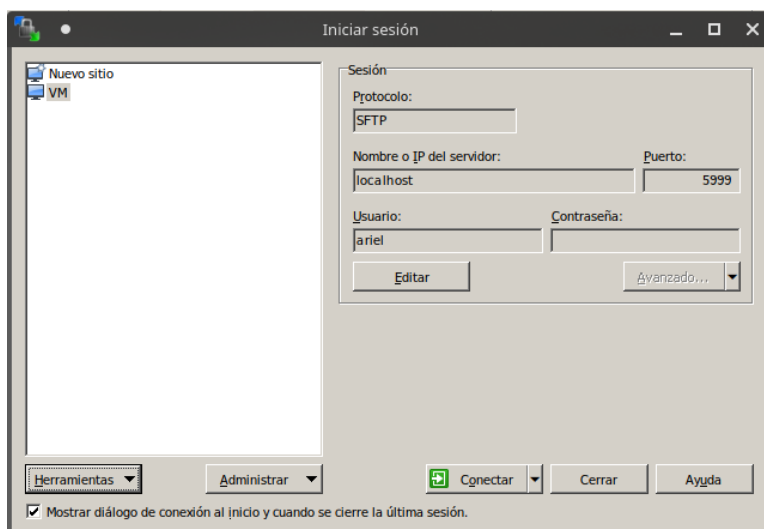 Iniciar sesión
Nuevo sitio
VM
Sesión
Protocolo:
SFTP
Nombre o IP del servidor:
Puerto:
localhost
5999
Usuario:
Contraseña:
ariel
Editar
Avanzado...
Herramientas
Administrar
Conectar
Cerrar
Ayuda
Mostrar diálogo de conexión al inicio y cuando se cierre la última sesión.